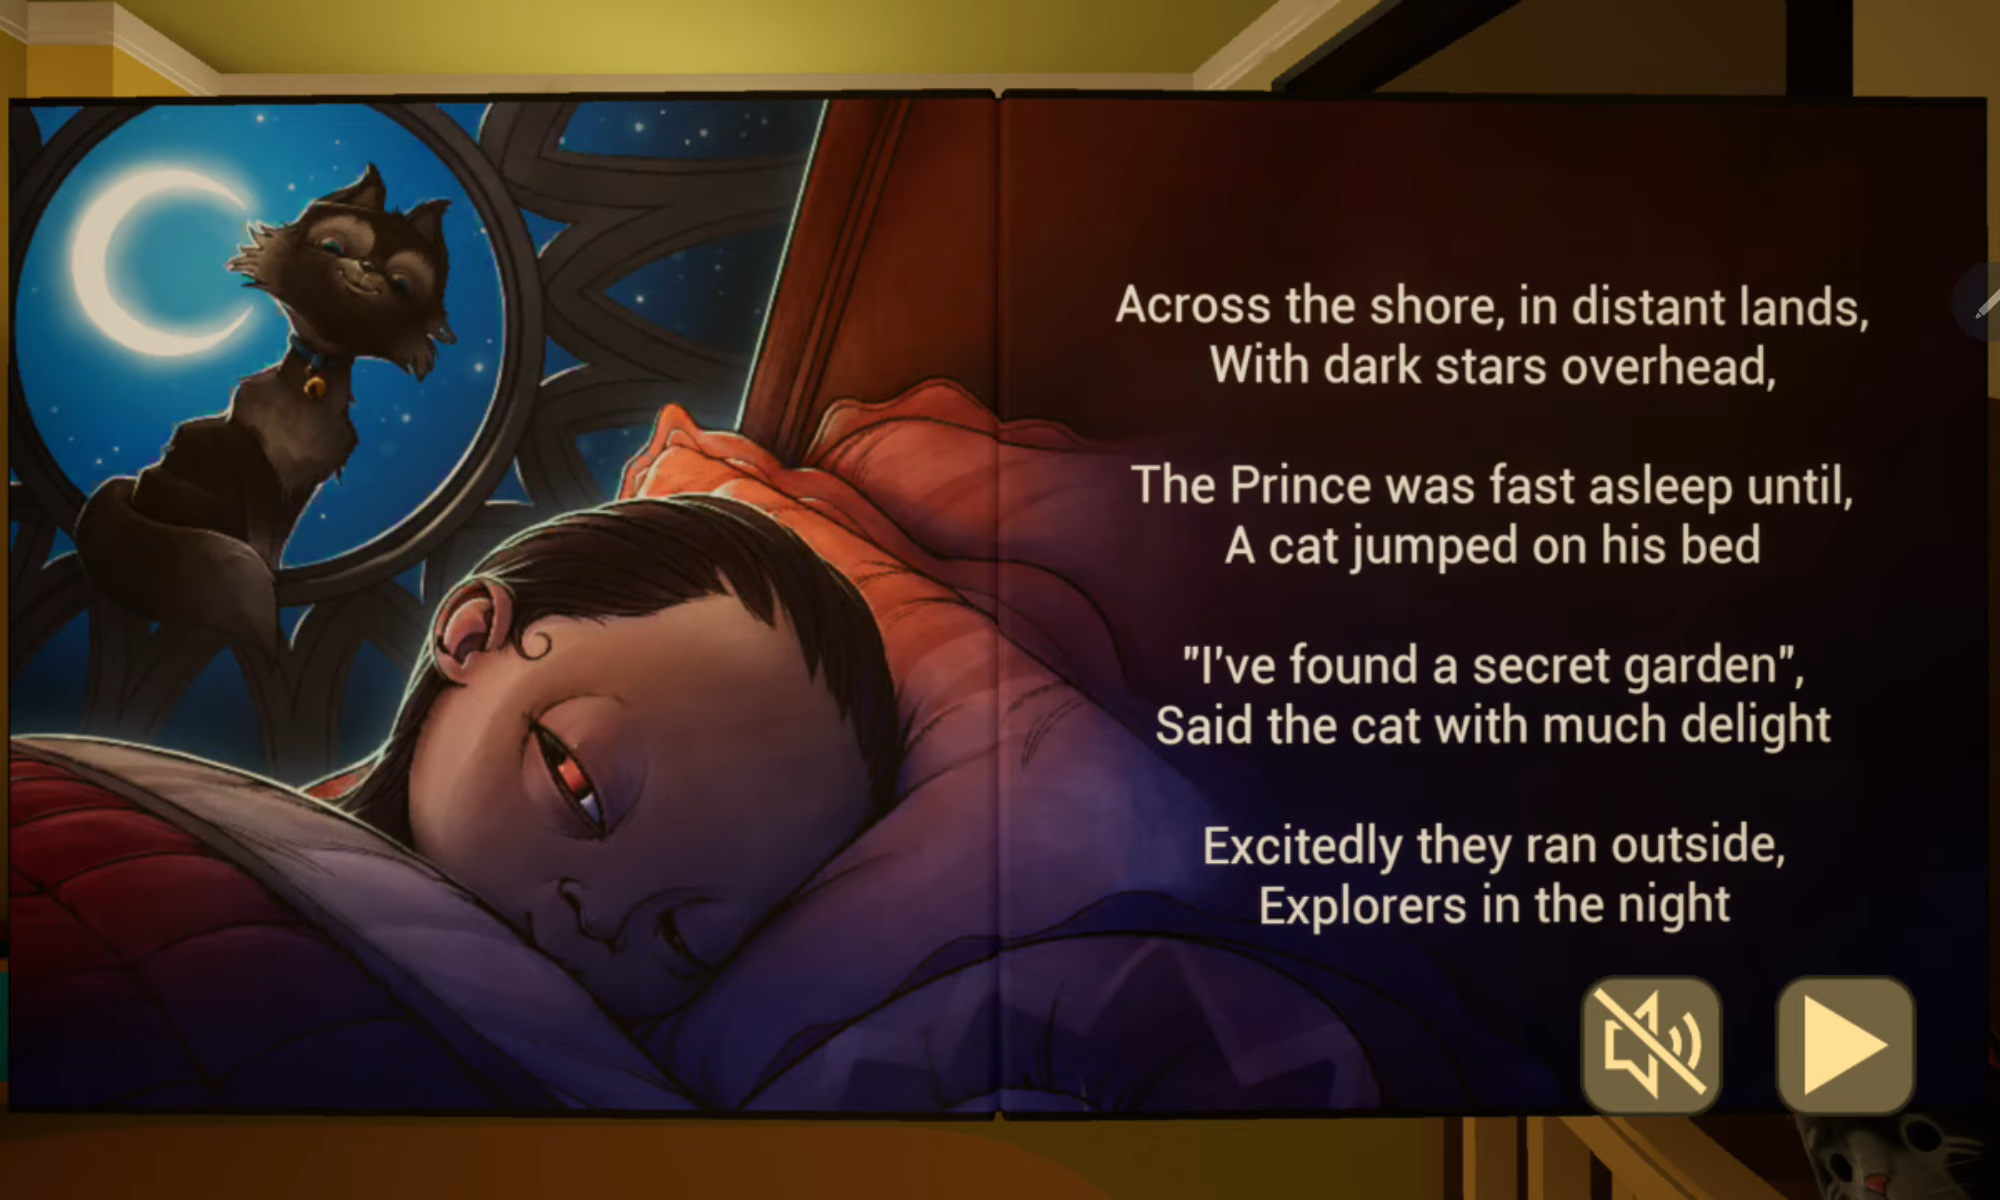 Across the shore, in distant lands,
With dark stars overhead,
The Prince was fast asleep until,
A cat jumped on his bed
"I've found a secret garden",
Said the cat with much delight
Excitedly they ran outside,
Explorers in the night